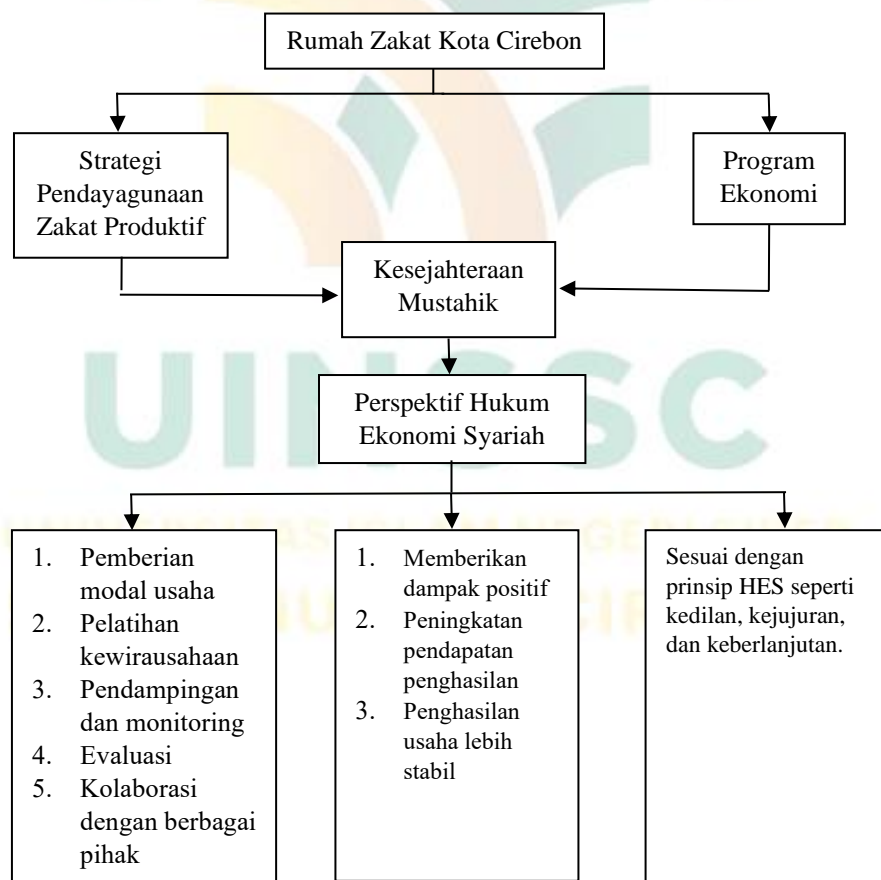 Rumah Zakat Kota Cirebon
Strategi
Pendayagunaan
Zakat Produktif
Program
Ekonomi
Kesejahteraan
Mustahik
UINSSC
Perspektif Hukum
Ekonomi Syariah
1. Pemberian
modal usaha
2. Pelatihan
kewirausahaan
3. Pendampingan
dan monitoring
4. Evaluasi
5. Kolaborasi
dengan berbagai
pihak
1. Memberikan
dampak positif
2. Peningkatan
pendapatan
penghasilan
3. Penghasilan
usaha lebih
stabil
Sesuai dengan
prinsip HES seperti
kedilan, kejujuran,
dan keberlanjutan.